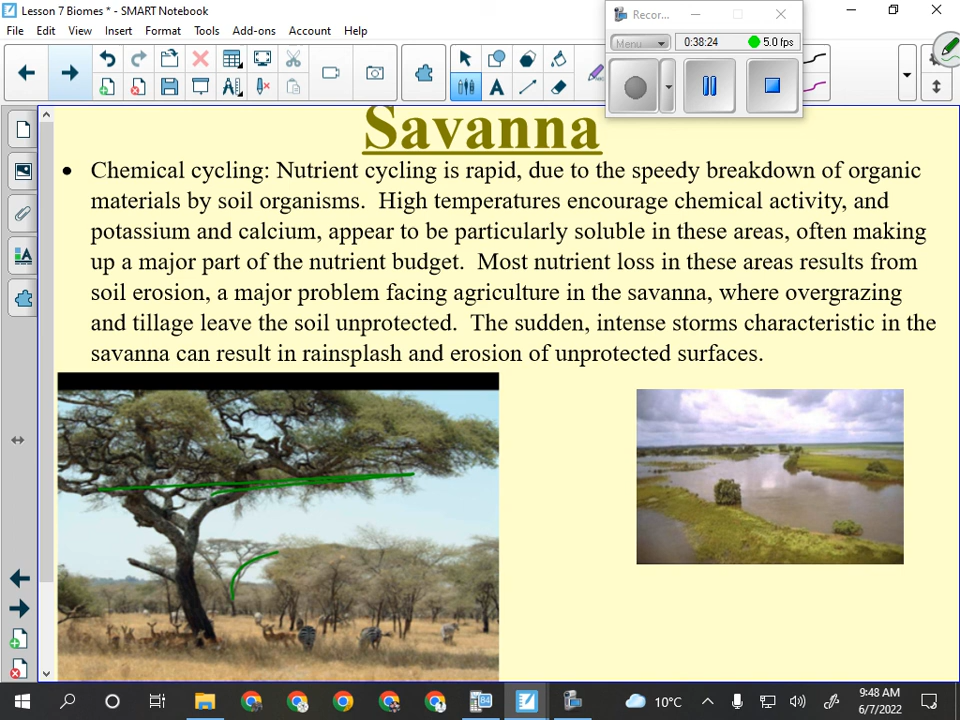 Lesson 7 Biomes * - SMART Notebook
Recor...
File Edit View Insert Format Tools Add-ons Account Help
Menu 0:38:24 5.0 fps
Savanna
• Chemical cycling: Nutrient cycling is rapid, due to the speedy breakdown of organic
materials by soil organisms. High temperatures encourage chemical activity, and
potassium and calcium, appear to be particularly soluble in these areas, often making
up a major part of the nutrient budget. Most nutrient loss in these areas results from
soil erosion, a major problem facing agriculture in the savanna, where overgrazing
and tillage leave the soil unprotected. The sudden, intense storms characteristic in the
savanna can result in rainsplash and erosion of unprotected surfaces.
10°C
9:48 AM
6/7/2022